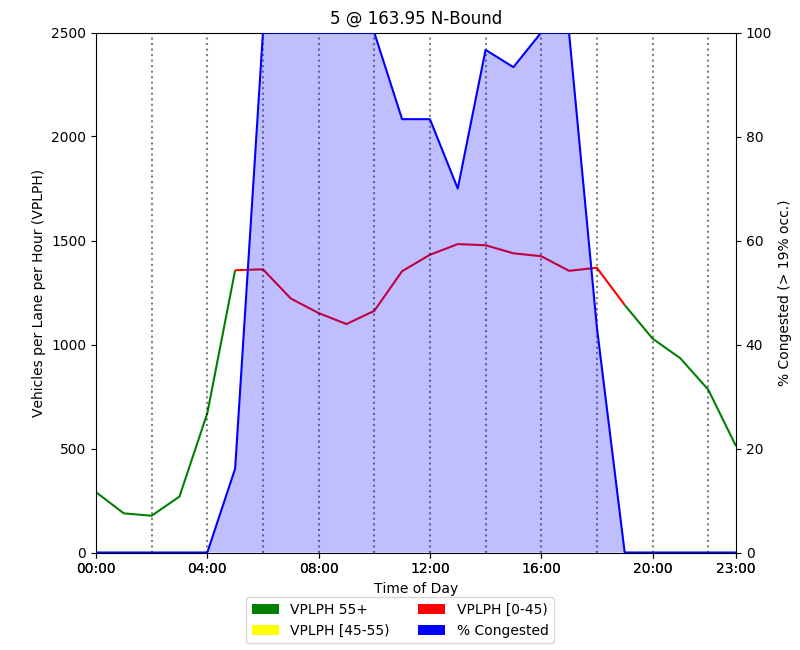 5 @ 163.95 N-Bound
2500
2000
1500
1000
500
0
Vehicles per Lane per Hour (VPLPH)
100
80
60
40
20
0
% Congested (> 19% occ.)
00:00 04:00 08:00 12:00 16:00 20:00 23:00
Time of Day
VPLPH 55+ VPLPH [0-45)
VPLPH [45-55) % Congested